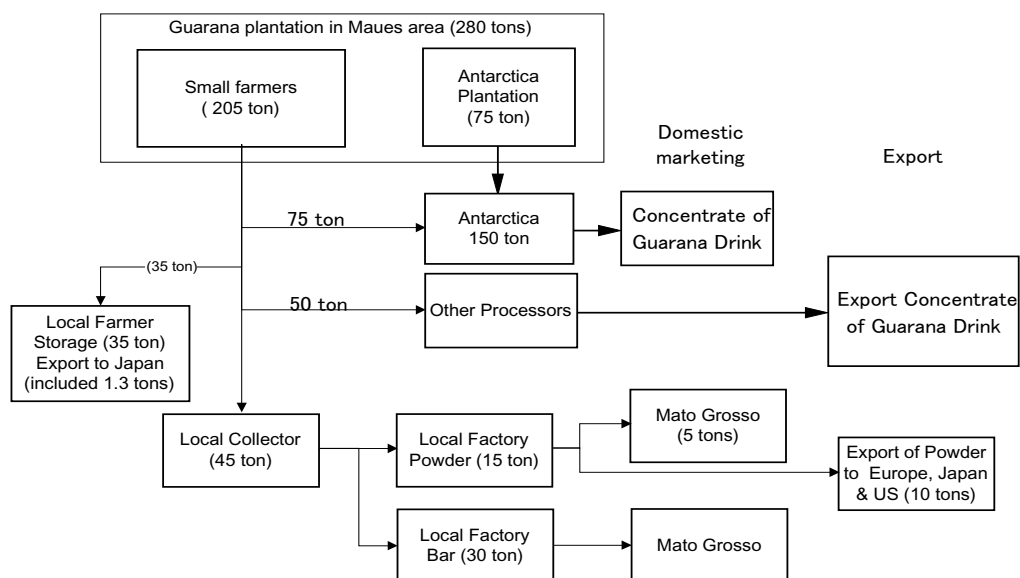 Guarana plantation in Maues area (280 tons)
Small farmers
( 205 ton)
Antarctica
Plantation
(75 ton)
Domestic
marketing
Export
75 ton
Antarctica
150 ton
Concentrate of
Guarana Drink
(35 ton)
50 ton
Other Processors
Export Concentrate
of Guarana Drink
Local Farmer
Storage (35 ton)
Export to Japan
(included 1.3 tons)
Local Collector
(45 ton)
Local Factory
Powder (15 ton)
Mato Grosso
(5 tons)
Export of Powder
to Europe, Japan
& US (10 tons)
Local Factory
Bar (30 ton)
Mato Grosso